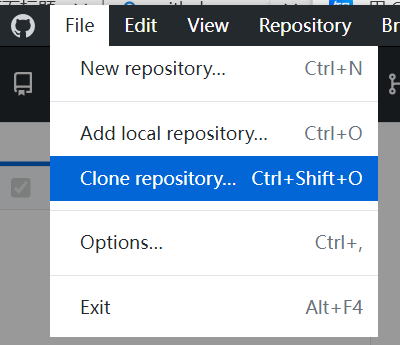 File Edit View Repository Br
New repository... Ctrl+N
Add local repository... Ctrl+O
Clone repository... Ctrl+Shift+O
Options... Ctrl+,
Exit Alt+F4